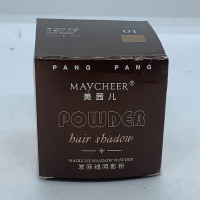 01
PANG PANG
MAYCHEER®
美茜儿
POWDER
hair shadow
HAIRLINE SHADOW POWDER
发际线阴影粉